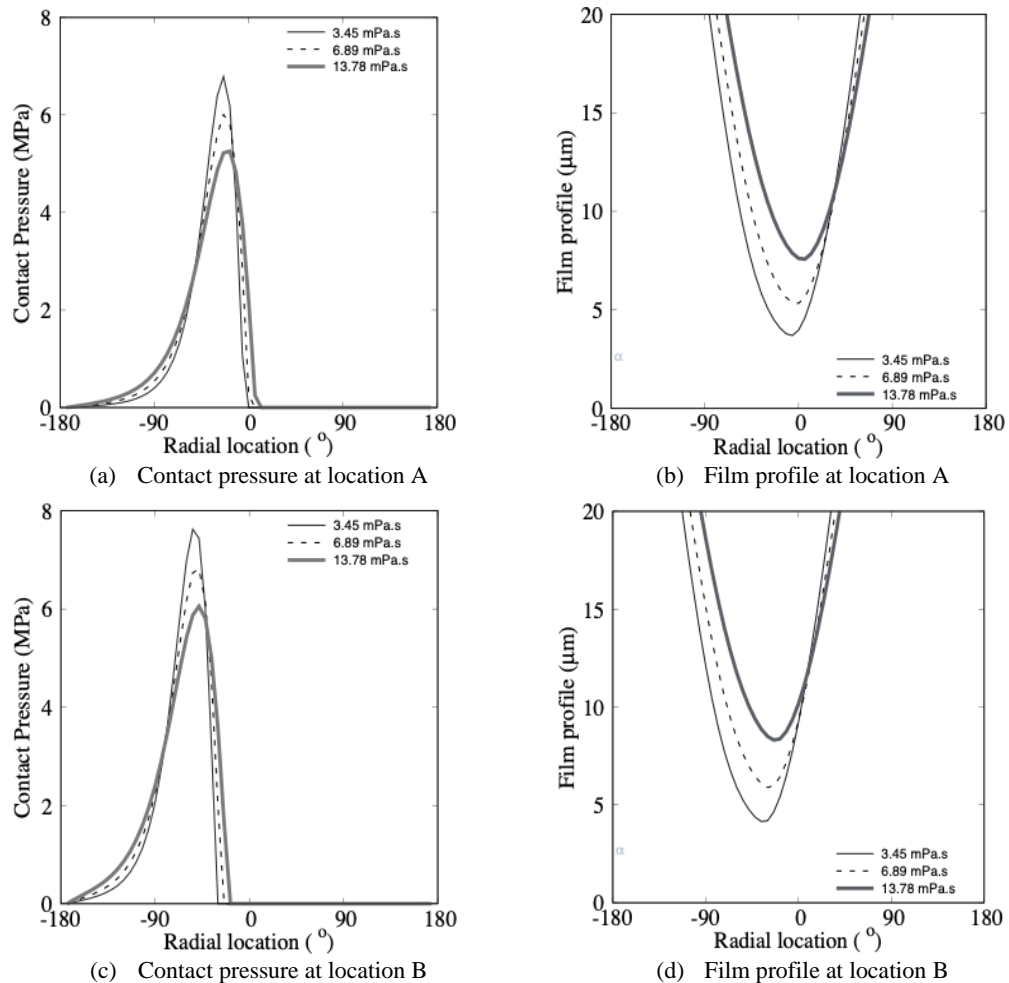 8
6
4
2
0
-180 -90 0 90 180
Contact Pressure (MPa)
Radial location ( °)
3.45 mPa.s
6.89 mPa.s
13.78 mPa.s
(a) Contact pressure at location A
20
15
10
5
0
-180 -90 0 90 180
Film profile (μm)
Radial location ( °)
α
3.45 mPa.s
6.89 mPa.s
13.78 mPa.s
(b) Film profile at location A
8
6
4
2
0
-180 -90 0 90 180
Contact Pressure (MPa)
Radial location ( °)
3.45 mPa.s
6.89 mPa.s
13.78 mPa.s
(c) Contact pressure at location B
20
15
10
5
0
-180 -90 0 90 180
Film profile (μm)
Radial location ( °)
α
3.45 mPa.s
6.89 mPa.s
13.78 mPa.s
(d) Film profile at location B